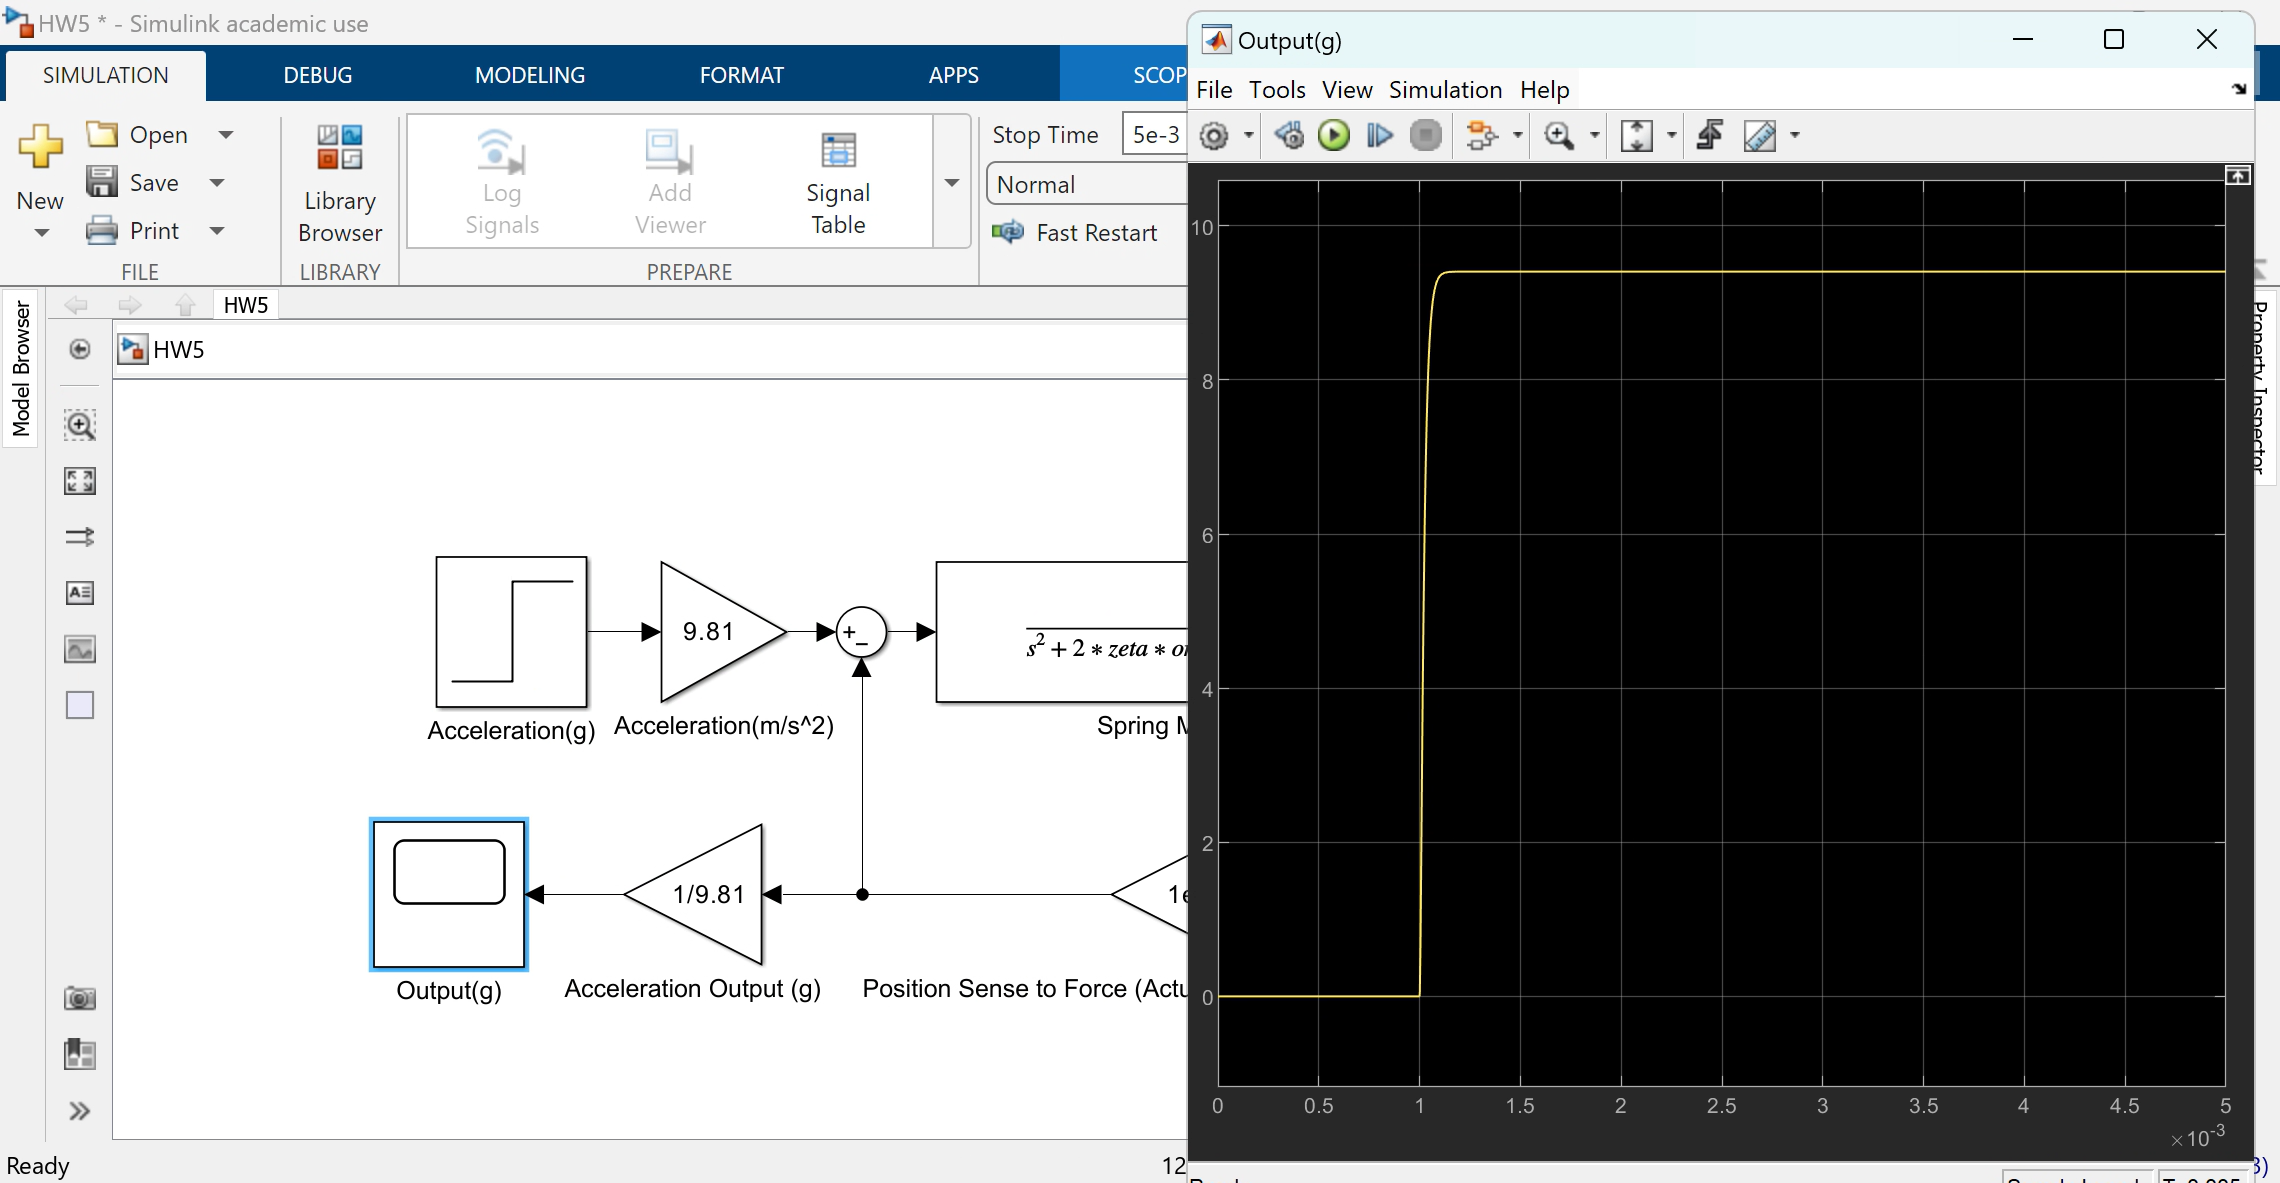 HW5 * - Simulink academic use
SIMULATION DEBUG MODELING FORMAT APPS SCOP
New
Open
Save
Print
FILE
Library
Browser
LIBRARY
Log
Signals
Add
Viewer
Signal
Table
PREPARE
Stop Time 5e-3
Normal
Fast Restart
Model Browser
HW5
HW5
9.81
+
−
s² + 2 * zeta * o
Acceleration(g)
Acceleration(m/s^2)
Spring M
1/9.81
1e
Output(g)
Acceleration Output (g)
Position Sense to Force (Actu
Ready
12
Output(g)
File Tools View Simulation Help
10
8
6
4
2
0
0 0.5 1 1.5 2 2.5 3 3.5 4 4.5 5
×10⁻³
Property Inspector
3)